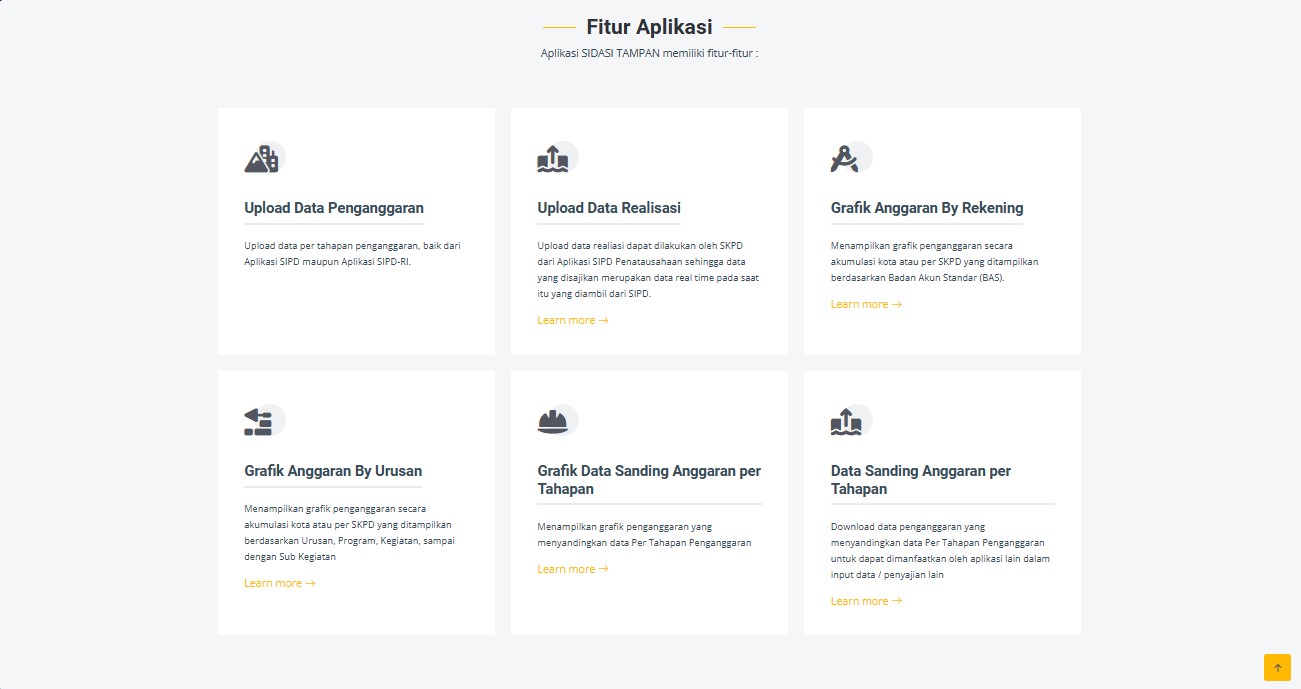 Fitur Aplikasi
Aplikasi SIDASI TAMPAN memiliki fitur-fitur :
Upload Data Penganggaran
Upload data per tahapan penganggaran, baik dari
Aplikasi SIPD maupun Aplikasi SIPD-RI.
Upload Data Realisasi
Upload data realiasi dapat dilakukan oleh SKPD
dari Aplikasi SIPD Penatausahaan sehingga data
yang disajikan merupakan data real time pada saat
itu yang diambil dari SIPD.
Learn more →
Grafik Anggaran By Rekening
Menampilkan grafik penganggaran secara
akumulasi kota atau per SKPD yang ditampilkan
berdasarkan Badan Akun Standar (BAS).
Learn more →
Grafik Anggaran By Urusan
Menampilkan grafik penganggaran secara
akumulasi kota atau per SKPD yang ditampilkan
berdasarkan Urusan, Program, Kegiatan, sampai
dengan Sub Kegiatan
Learn more →
Grafik Data Sanding Anggaran per
Tahapan
Menampilkan grafik penganggaran yang
menyandingkan data Per Tahapan Penganggaran
Learn more →
Data Sanding Anggaran per
Tahapan
Download data penganggaran yang
menyandingkan data Per Tahapan Penganggaran
untuk dapat dimanfaatkan oleh aplikasi lain dalam
input data / penyajian lain
Learn more →